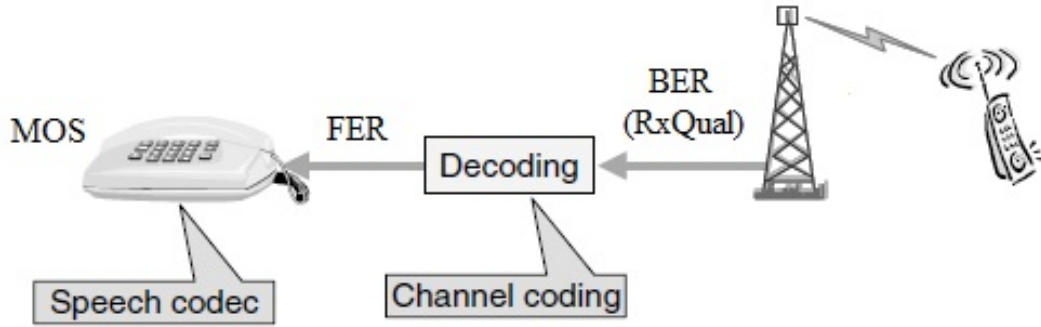 BER
(RxQual)
MOS
FER
Decoding
Speech codec
Channel coding